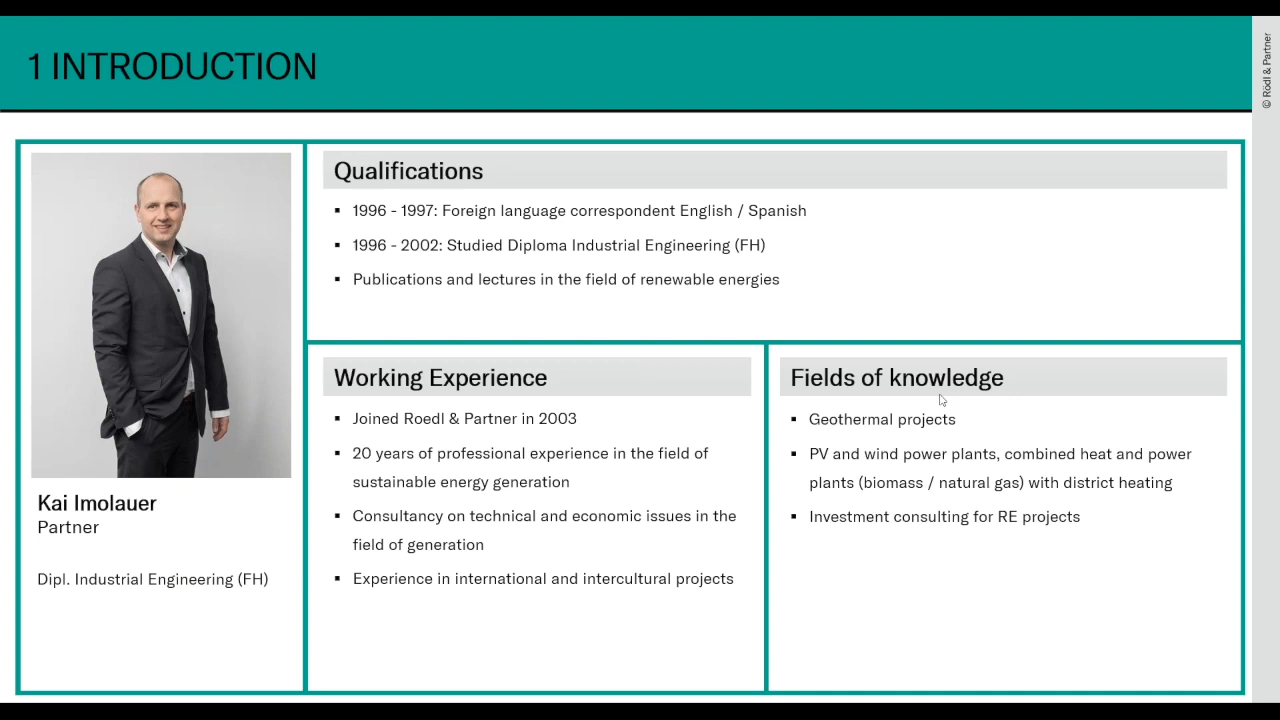 1 INTRODUCTION
© Rödl & Partner
Qualifications
▪ 1996 - 1997: Foreign language correspondent English / Spanish
▪ 1996 - 2002: Studied Diploma Industrial Engineering (FH)
▪ Publications and lectures in the field of renewable energies
Kai Imolauer
Partner
Dipl. Industrial Engineering (FH)
Working Experience
▪ Joined Roedl & Partner in 2003
▪ 20 years of professional experience in the field of
sustainable energy generation
▪ Consultancy on technical and economic issues in the
field of generation
▪ Experience in international and intercultural projects
Fields of knowledge
▪ Geothermal projects
▪ PV and wind power plants, combined heat and power
plants (biomass / natural gas) with district heating
▪ Investment consulting for RE projects